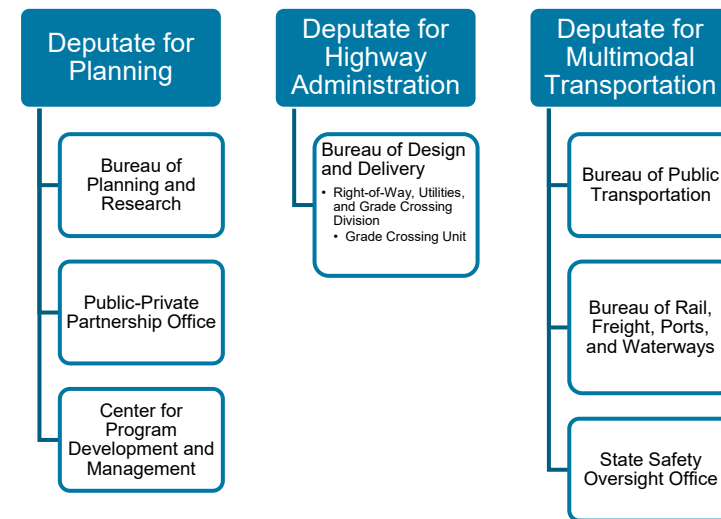 Deputate for
Planning
Bureau of
Planning and
Research
Public-Private
Partnership Office
Center for
Program
Development and
Management
Deputate for
Highway
Administration
Bureau of Design
and Delivery
• Right-of-Way, Utilities,
and Grade Crossing
Division
• Grade Crossing Unit
Deputate for
Multimodal
Transportation
Bureau of Public
Transportation
Bureau of Rail,
Freight, Ports,
and Waterways
State Safety
Oversight Office